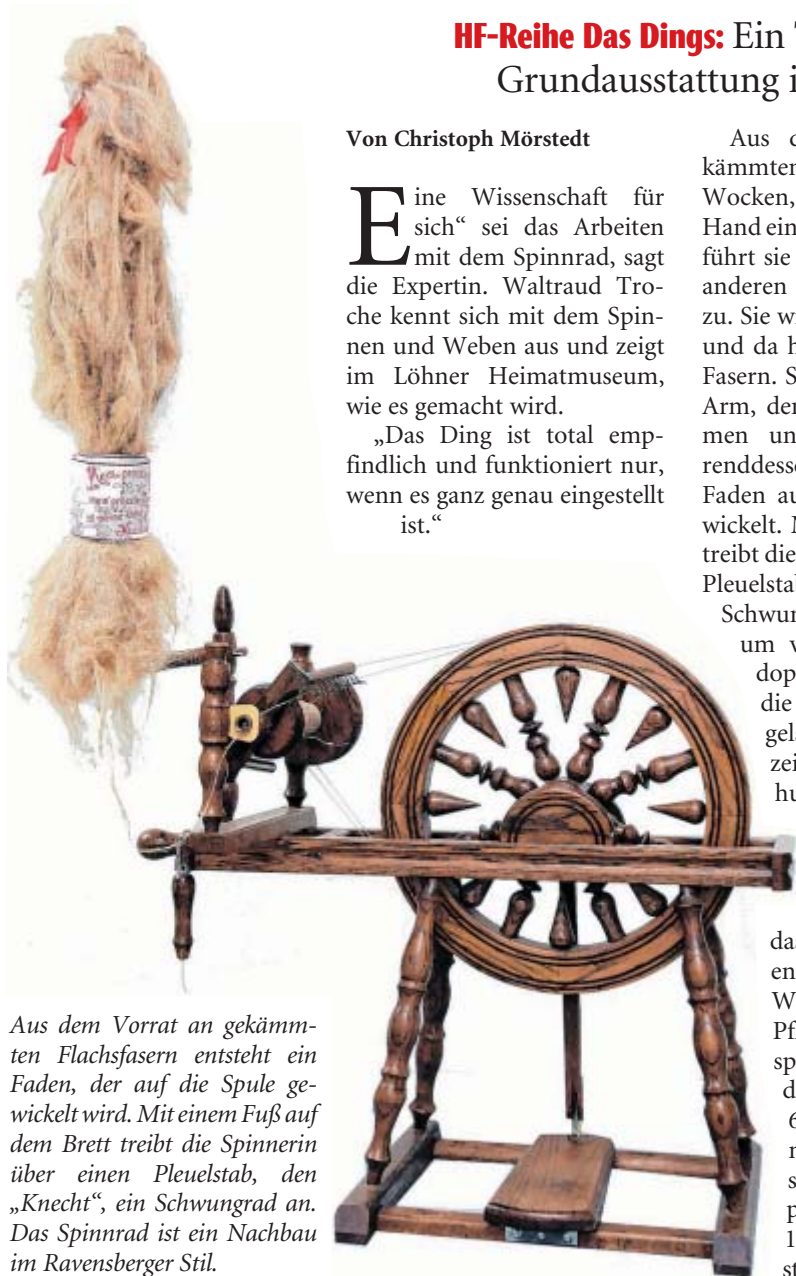 HF-Reihe Das Dings: Ein
Grundausstattung i
Von Christoph Mörstedt
Eine Wissenschaft für
sich“ sei das Arbeiten
mit dem Spinnrad, sagt
die Expertin. Waltraud Tro-
che kennt sich mit dem Spin-
nen und Weben aus und zeigt
im Löhner Heimatmuseum,
wie es gemacht wird.
„Das Ding ist total emp-
findlich und funktioniert nur,
wenn es ganz genau eingestellt
ist.“
Aus d
kämmten
Wocken,
Hand ein
führt sie
anderen
zu. Sie w
und da h
Fasern. S
Arm, der
men un
renddesse
Faden au
wickelt. M
treibt die
Pleuelstab
Schwun
um w
dop
die
gel
zei
hu
das
en
W
Pf
sp
d
6
n
s
p
1
st
Aus dem Vorrat an gekämm-
ten Flachsfasern entsteht ein
Faden, der auf die Spule ge-
wickelt wird. Mit einem Fuß auf
dem Brett treibt die Spinnerin
über einen Pleuelstab, den
„Knecht“, ein Schwungrad an.
Das Spinnrad ist ein Nachbau
im Ravensberger Stil.